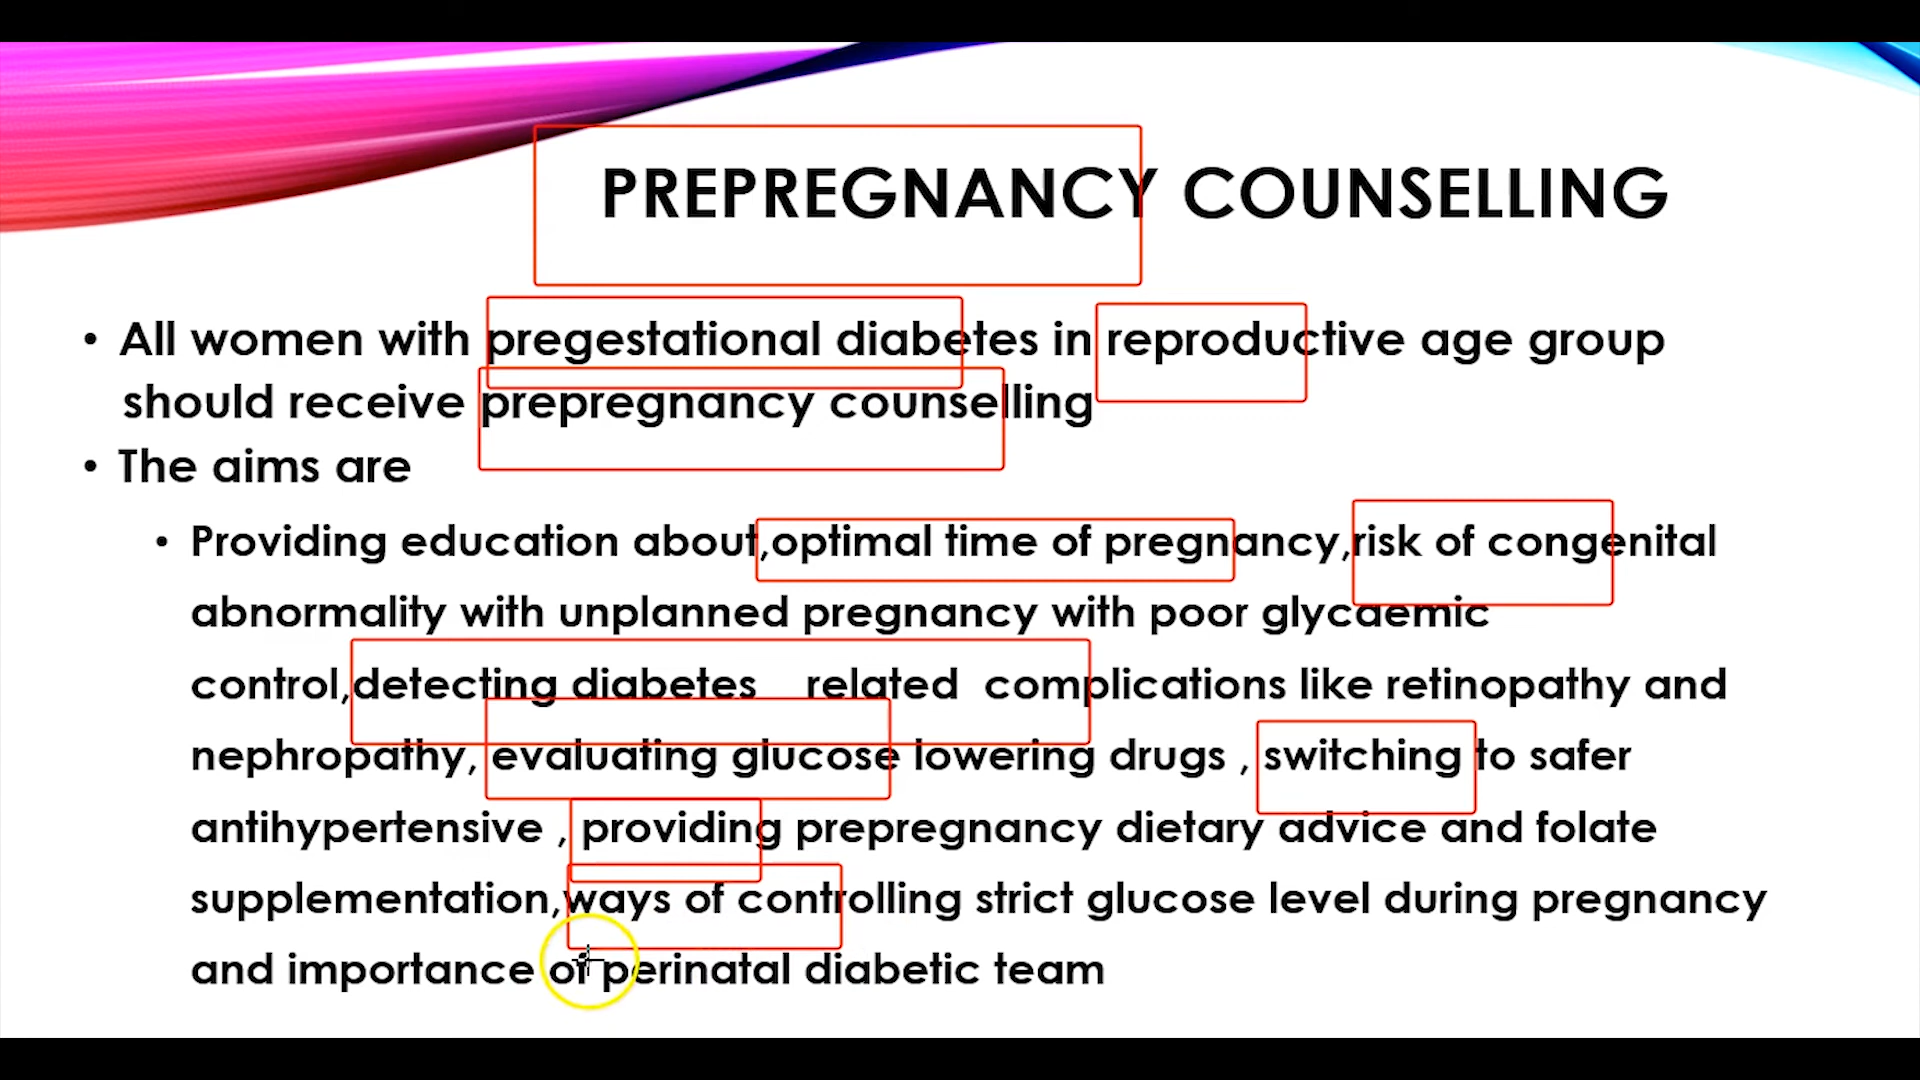 PREPREGNANCY COUNSELLING
• All women with pregestational diabetes in reproductive age group
should receive prepregnancy counselling
• The aims are
• Providing education about,optimal time of pregnancy,risk of congenital
abnormality with unplanned pregnancy with poor glycaemic
control,detecting diabetes related complications like retinopathy and
nephropathy, evaluating glucose lowering drugs , switching to safer
antihypertensive , providing prepregnancy dietary advice and folate
supplementation,ways of controlling strict glucose level during pregnancy
and importance of perinatal diabetic team